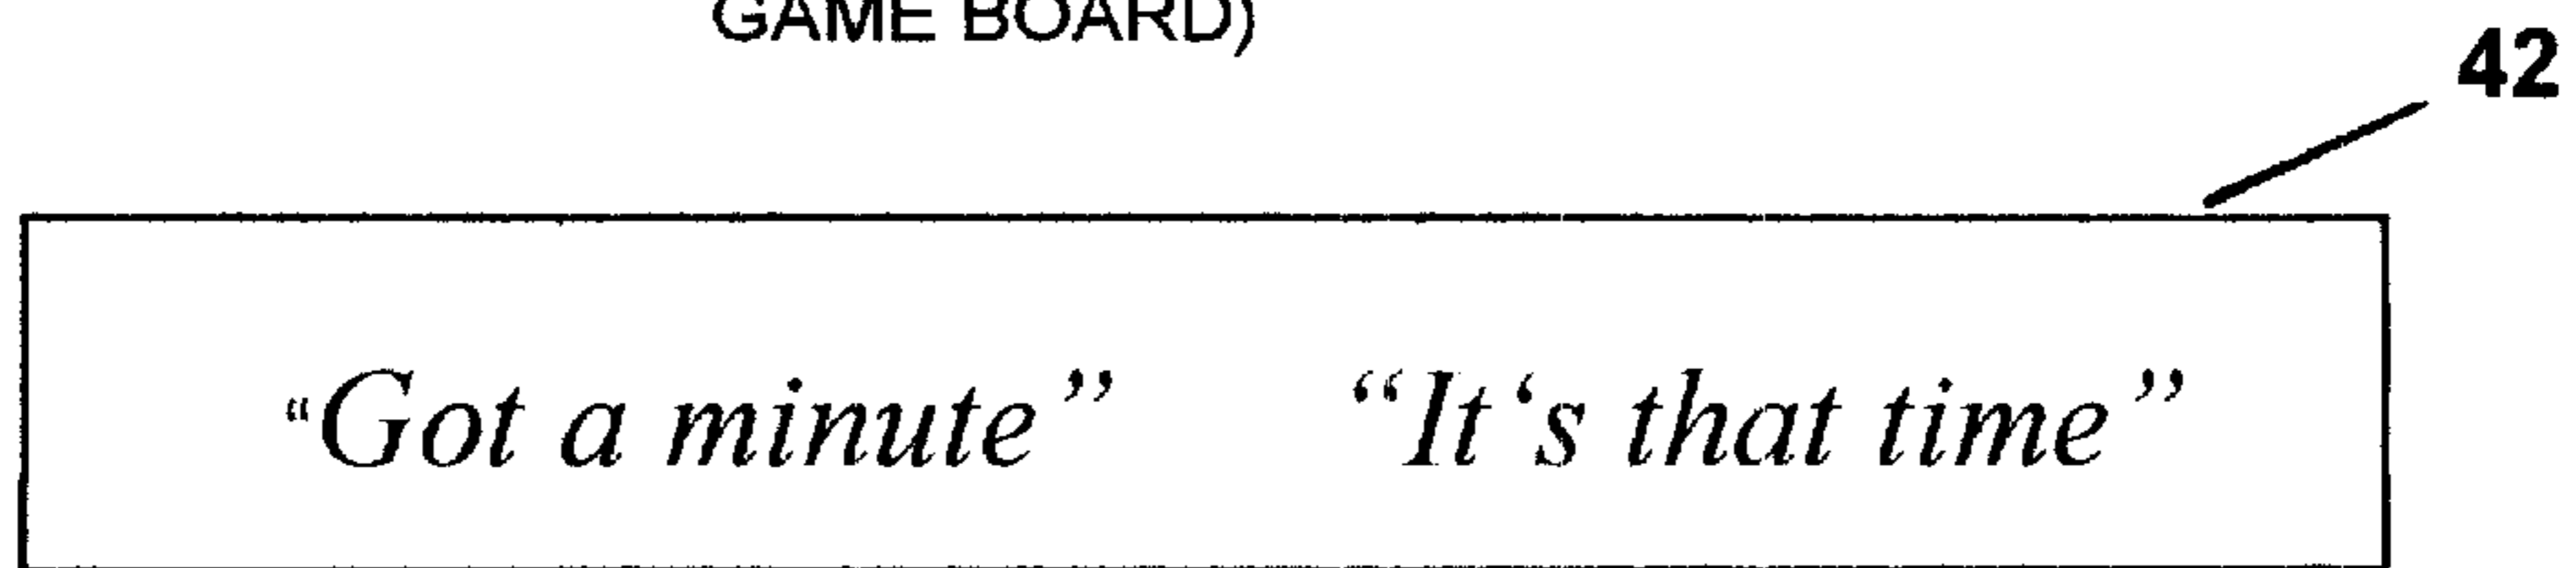 GAME BOARD)
42
"Got a minute” “It‘s that time”